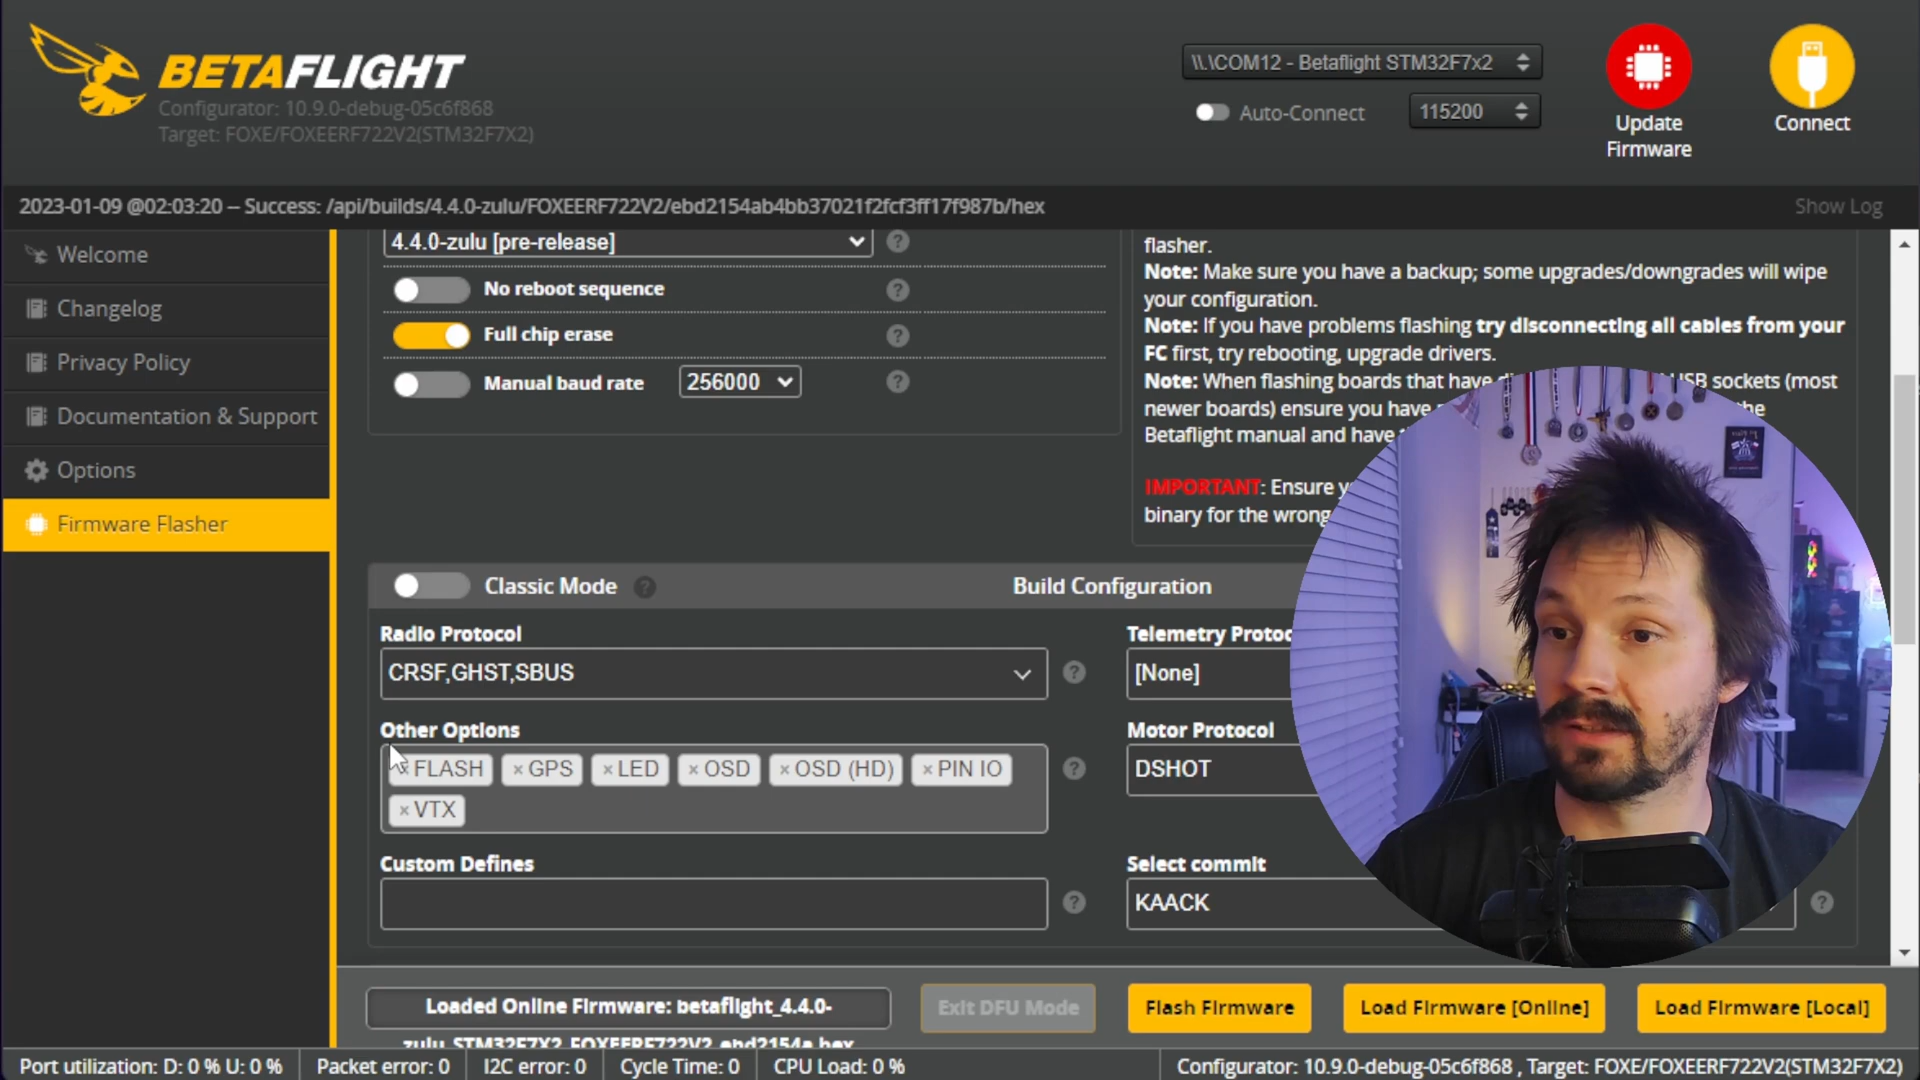 BETAFLIGHT
Configurator: 10.9.0-debug-05c6f868
Target: FOXE/FOXEERF722V2(STM32F7X2)
\\.\COM12 - Betaflight STM32F7x2
Auto-Connect
115200
Update
Firmware
Connect
2023-01-09 @02:03:20 -- Success: /api/builds/4.4.0-zulu/FOXEERF722V2/ebd2154ab4bb37021f2fcf3ff17f987b/hex
Show Log
Welcome
Changelog
Privacy Policy
Documentation & Support
Options
Firmware Flasher
4.4.0-zulu [pre-release]
No reboot sequence
Full chip erase
Manual baud rate
256000
flasher.
Note: Make sure you have a backup; some upgrades/downgrades will wipe
your configuration.
Note: If you have problems flashing try disconnecting all cables from your
FC first, try rebooting, upgrade drivers.
Note: When flashing boards that have USB sockets (most
newer boards) ensure you have the
Betaflight manual and have
IMPORTANT: Ensure
binary for the wrong
Classic Mode
Build Configuration
Radio Protocol
CRSF,GHST,SBUS
Telemetry
[None]
Other Options
× FLASH × GPS × LED × OSD × OSD (HD) × PIN IO
× VTX
Motor Protocol
DSHOT
Custom Defines
Select commit
KAACK
Loaded Online Firmware: betaflight_4.4.0-
zulu_STM32F7X2_FOXEERF722V2_ebd2154a.hex
Exit DFU Mode
Flash Firmware
Load Firmware [Online]
Load Firmware [Local]
Port utilization: D: 0 % U: 0 %
Packet error: 0
I2C error: 0
Cycle Time: 0
CPU Load: 0 %
Configurator: 10.9.0-debug-05c6f868 , Target: FOXE/FOXEERF722V2(STM32F7X2)